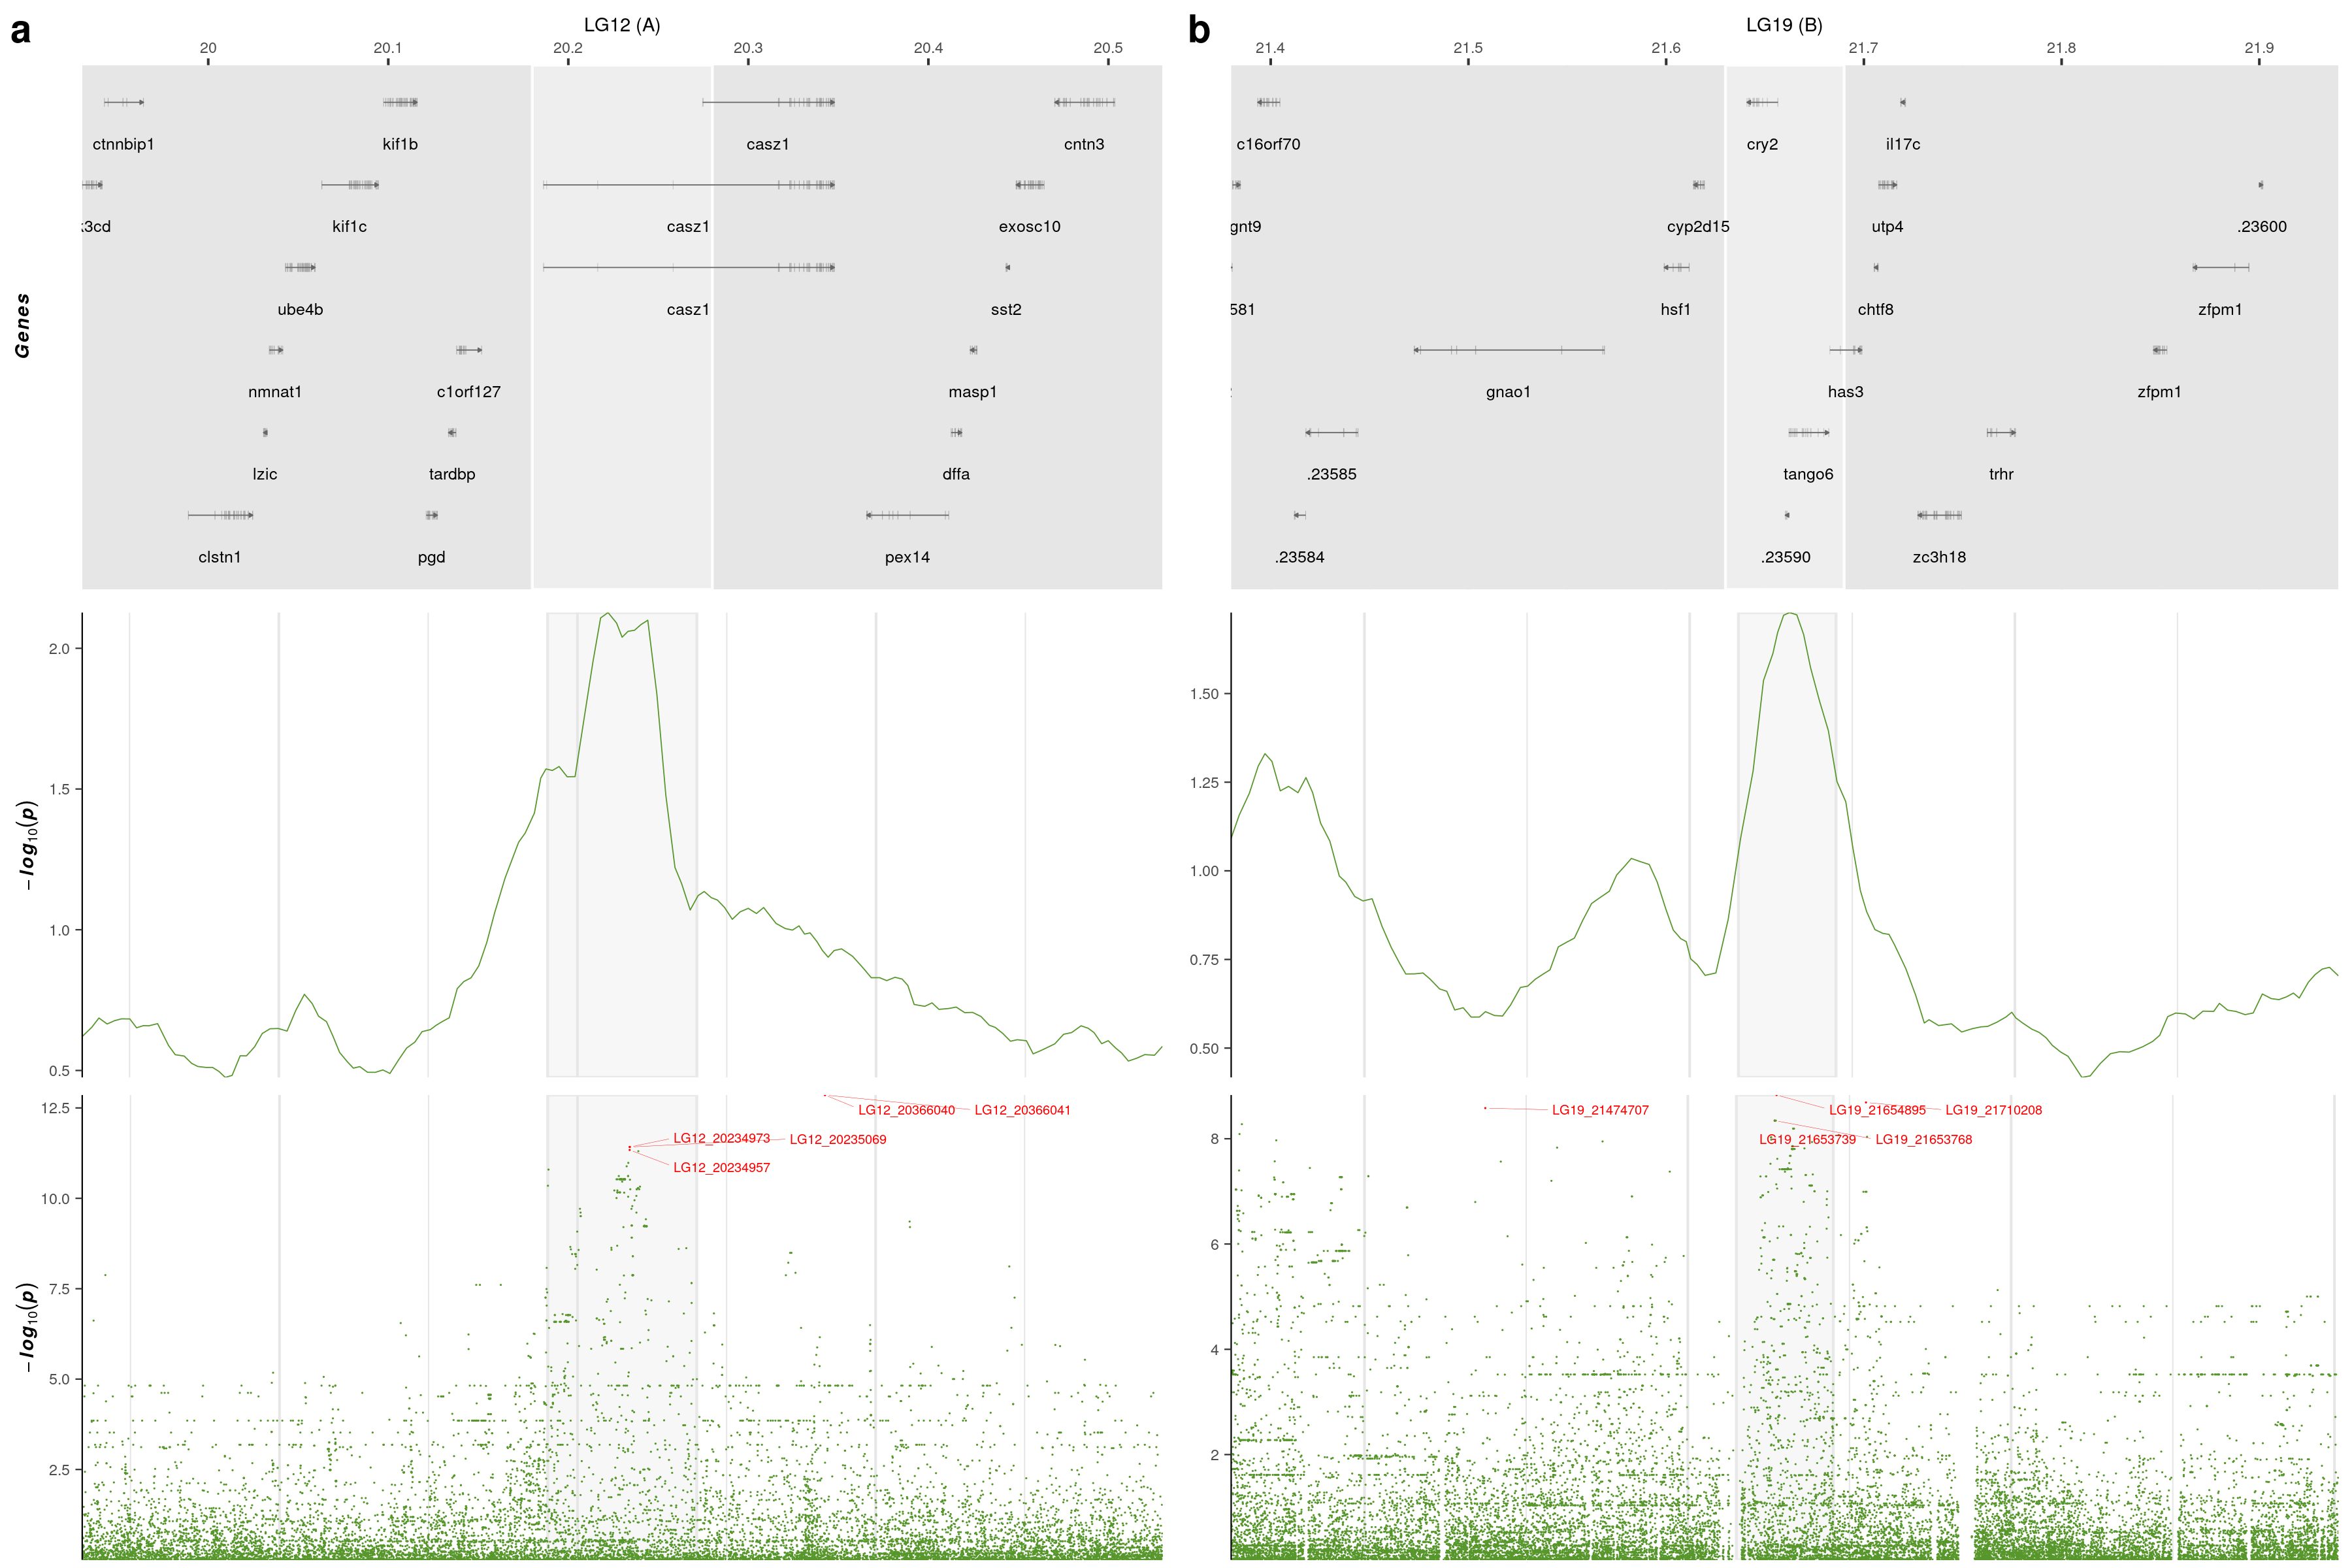 a
LG12 (A)
20 20.1 20.2 20.3 20.4 20.5
ctnnbip1 kif1b casz1 cntn3
3cd kif1c casz1 exosc10
ube4b casz1 sst2
Genes
nmnat1 c1orf127 masp1
lzic tardbp dffa
clstn1 pgd pex14
−log10(p)
2.0
1.5
1.0
0.5
−log10(p)
12.5
10.0
7.5
5.0
2.5
LG12_20366040 LG12_20366041
LG12_20234973 LG12_20235069
LG12_20234957
b
LG19 (B)
21.4 21.5 21.6 21.7 21.8 21.9
c16orf70 cry2 il17c
gnt9 cyp2d15 utp4 .23600
581 hsf1 chtf8 zfpm1
gnao1 has3 zfpm1
.23585 tango6 trhr
.23584 .23590 zc3h18
1.50
1.25
1.00
0.75
0.50
8
6
4
2
LG19_21474707 LG19_21654895 LG19_21710208
LG19_21653739 LG19_21653768